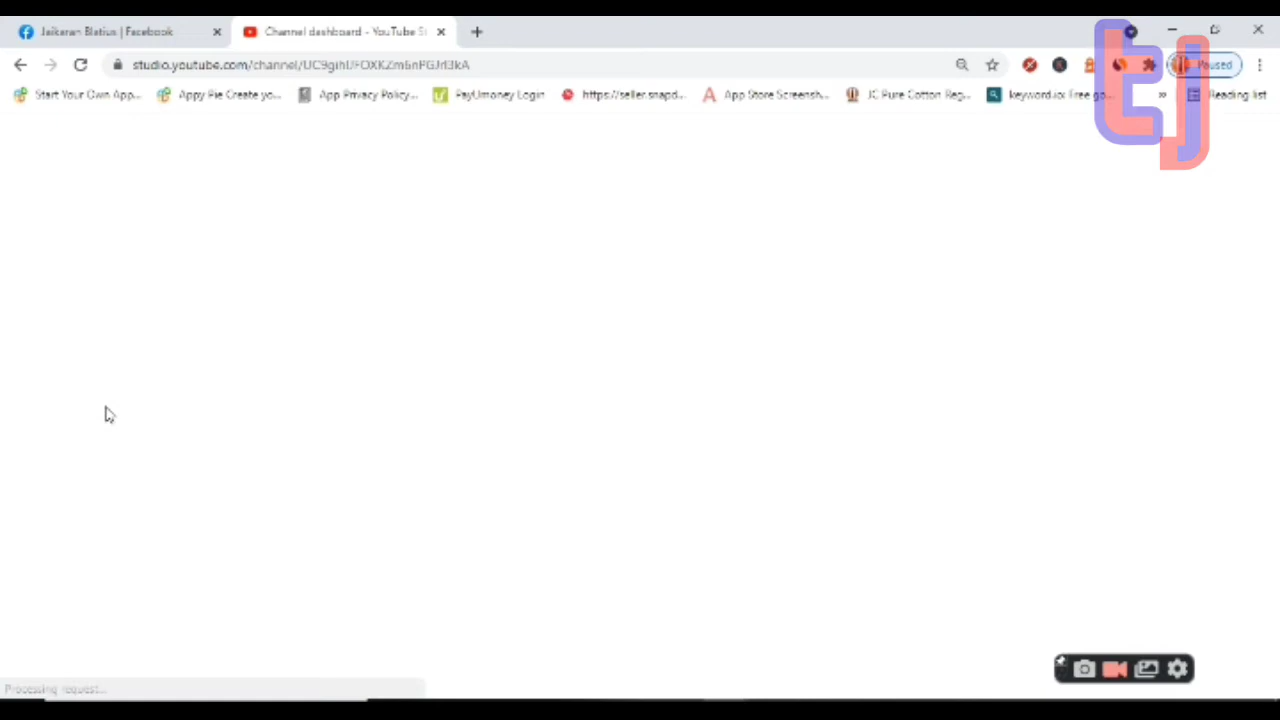 Jaikaran Blatius | Facebook
Channel dashboard - YouTube S
studio.youtube.com/channel/
Paused
Start Your Own App...
Appy Pie Create yo...
App Privacy Policy...
PayUmoney Login
https://seller.snapd...
App Store Screensh...
JC Pure Cotton Reg...
keyword.io: Free go...
»
Reading list
tj
Processing request...